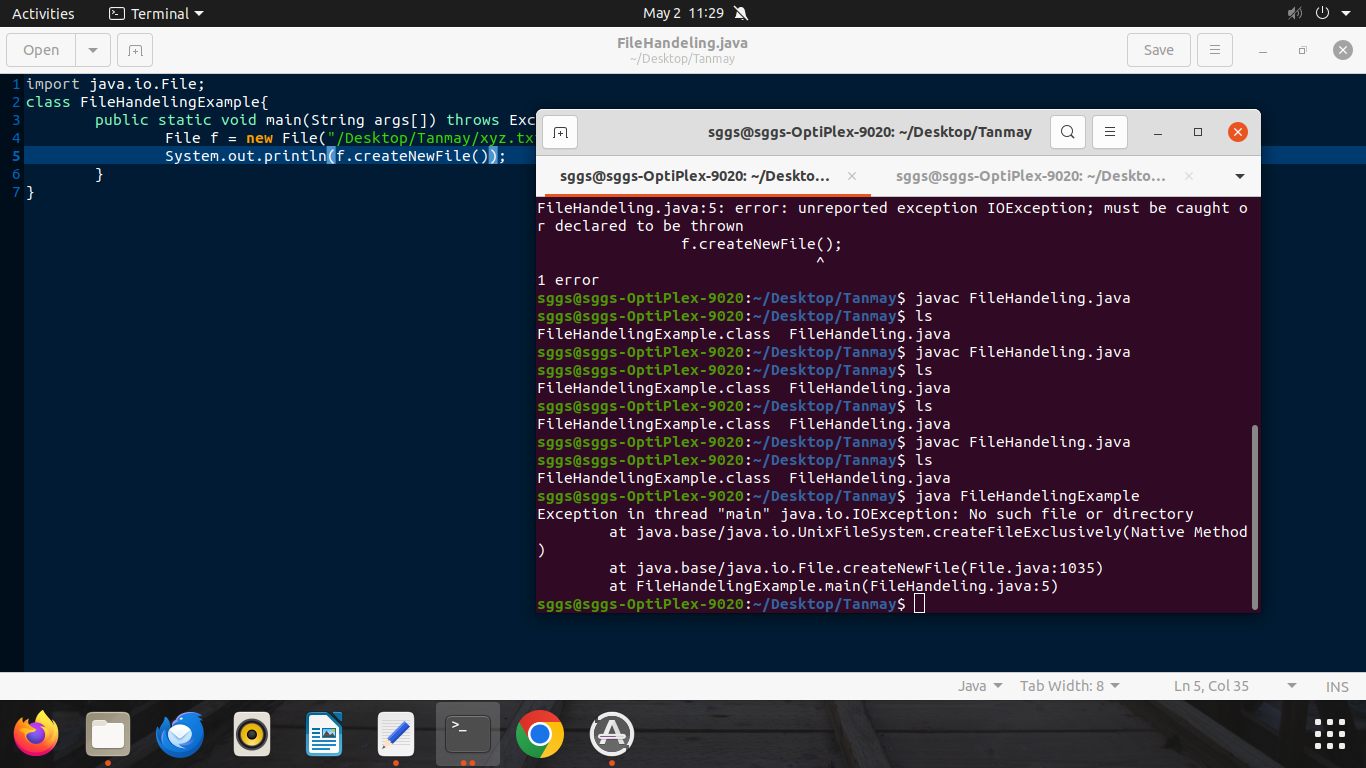 Activities
Terminal
May 2 11:29
Open
FileHandeling.java
~/Desktop/Tanmay
Save
1 import java.io.File;
2 class FileHandelingExample{
3 public static void main(String args[]) throws Exc
4 File f = new File("/Desktop/Tanmay/xyz.tx
5 System.out.println(f.createNewFile());
6 }
7 }
sggs@sggs-OptiPlex-9020: ~/Desktop/Tanmay
sggs@sggs-OptiPlex-9020: ~/Deskto...
sggs@sggs-OptiPlex-9020: ~/Deskto...
FileHandeling.java:5: error: unreported exception IOException; must be caught o
r declared to be thrown
f.createNewFile();
^
1 error
sggs@sggs-OptiPlex-9020:~/Desktop/Tanmay$ javac FileHandeling.java
sggs@sggs-OptiPlex-9020:~/Desktop/Tanmay$ ls
FileHandelingExample.class  FileHandeling.java
sggs@sggs-OptiPlex-9020:~/Desktop/Tanmay$ javac FileHandeling.java
sggs@sggs-OptiPlex-9020:~/Desktop/Tanmay$ ls
FileHandelingExample.class  FileHandeling.java
sggs@sggs-OptiPlex-9020:~/Desktop/Tanmay$ ls
FileHandelingExample.class  FileHandeling.java
sggs@sggs-OptiPlex-9020:~/Desktop/Tanmay$ javac FileHandeling.java
sggs@sggs-OptiPlex-9020:~/Desktop/Tanmay$ ls
FileHandelingExample.class  FileHandeling.java
sggs@sggs-OptiPlex-9020:~/Desktop/Tanmay$ java FileHandelingExample
Exception in thread "main" java.io.IOException: No such file or directory
at java.base/java.io.UnixFileSystem.createFileExclusively(Native Method
)
at java.base/java.io.File.createNewFile(File.java:1035)
at FileHandelingExample.main(FileHandeling.java:5)
sggs@sggs-OptiPlex-9020:~/Desktop/Tanmay$
Java
Tab Width: 8
Ln 5, Col 35
INS